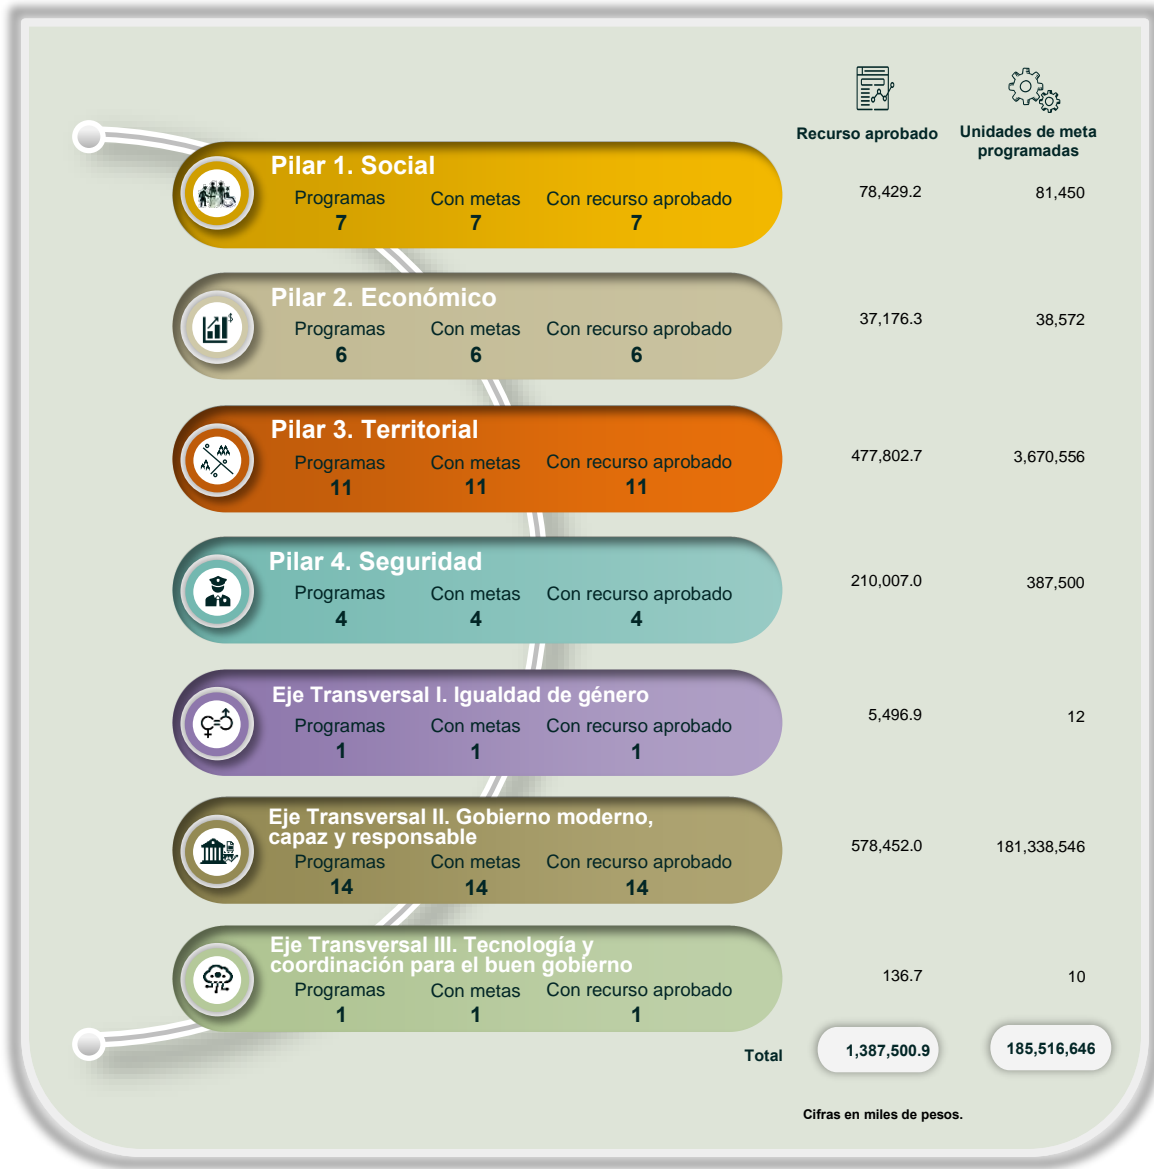 Recurso aprobado
Unidades de meta
programadas
Pilar 1. Social
Programas Con metas Con recurso aprobado
7 7 7
78,429.2 81,450
Pilar 2. Económico
Programas Con metas Con recurso aprobado
6 6 6
37,176.3 38,572
Pilar 3. Territorial
Programas Con metas Con recurso aprobado
11 11 11
477,802.7 3,670,556
Pilar 4. Seguridad
Programas Con metas Con recurso aprobado
4 4 4
210,007.0 387,500
Eje Transversal I. Igualdad de género
Programas Con metas Con recurso aprobado
1 1 1
5,496.9 12
Eje Transversal II. Gobierno moderno,
capaz y responsable
Programas Con metas Con recurso aprobado
14 14 14
578,452.0 181,338,546
Eje Transversal III. Tecnología y
coordinación para el buen gobierno
Programas Con metas Con recurso aprobado
1 1 1
136.7 10
Total 1,387,500.9 185,516,646
Cifras en miles de pesos.